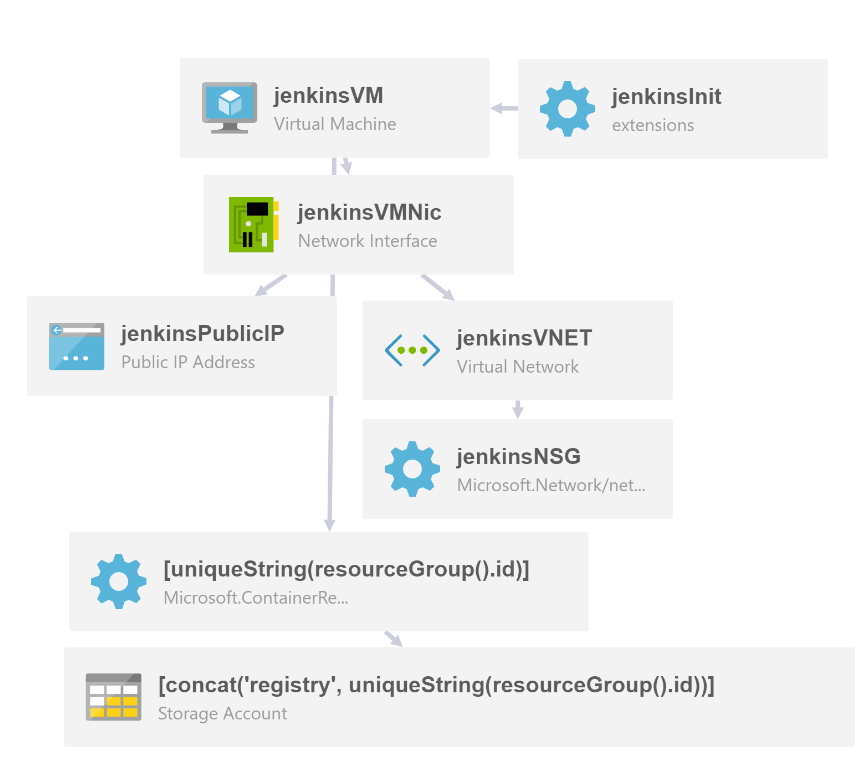 jenkinsVM
Virtual Machine
jenkinsInit
extensions
jenkinsVMNic
Network Interface
jenkinsPublicIP
Public IP Address
jenkinsVNET
Virtual Network
jenkinsNSG
Microsoft.Network/net...
[uniqueString(resourceGroup().id)]
Microsoft.ContainerRe...
[concat('registry', uniqueString(resourceGroup().id))]
Storage Account